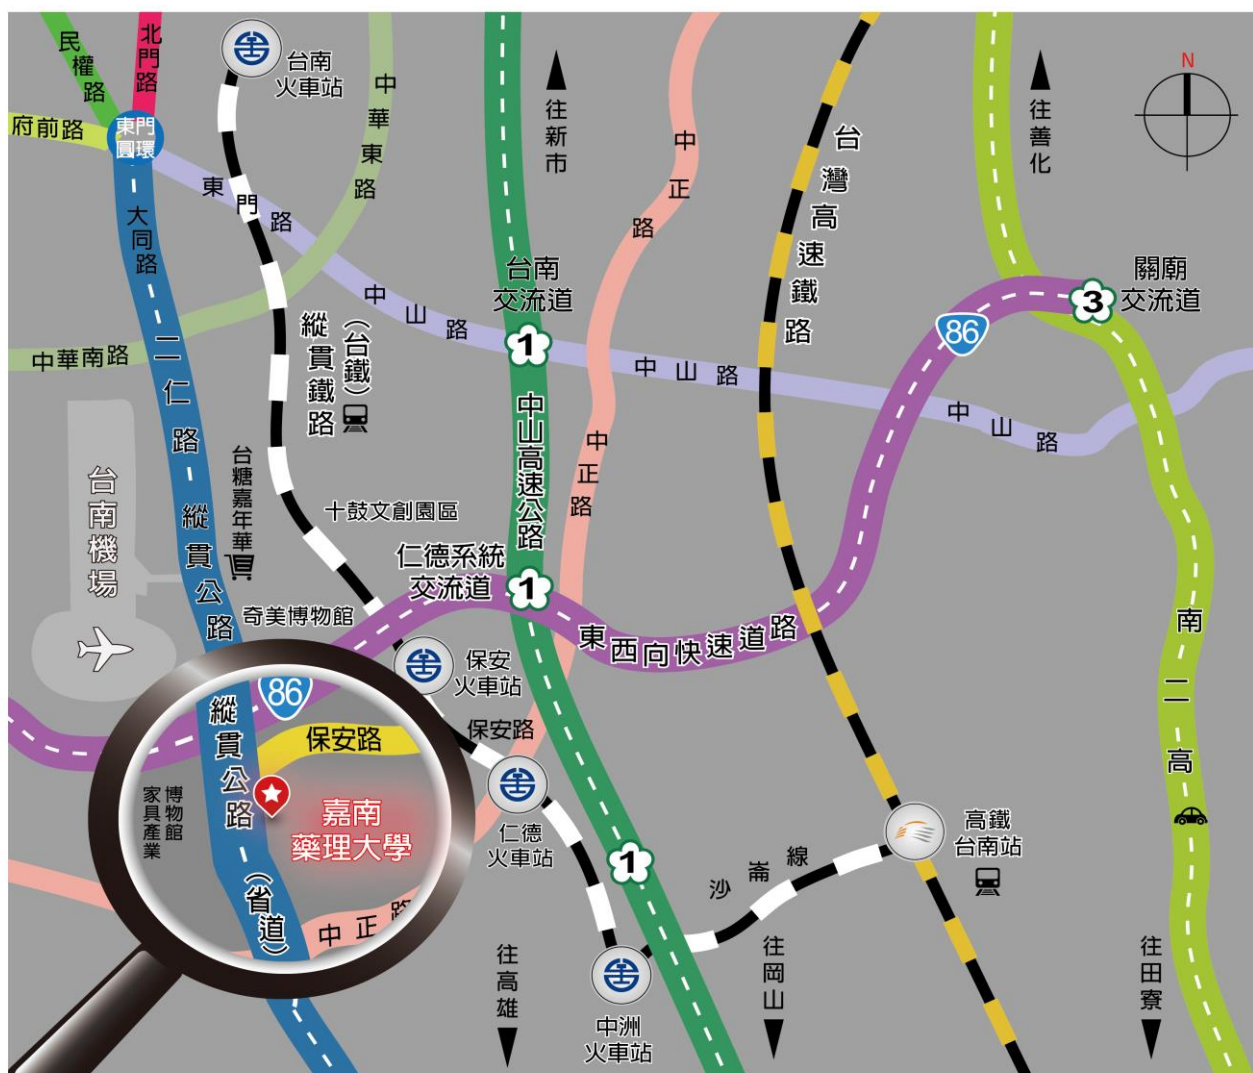 民權路
北門路
府前路
東門
圓環
台南
火車站
中華東路
往新市
中正路
台灣高速鐵路
往善化
N
東門路
大同路
台南
交流道
1
關廟
交流道
3
86
中山路
中山路
中山路
中華南路
二仁路
縱貫鐵路
(台鐵)
中山高速公路
中正路
台糖嘉年華
台南機場
縱貫公路
十鼓文創園區
仁德系統
交流道
1
奇美博物館
東西向快速道路
南二高
保安
火車站
86
縱貫公路
(省道)
保安路
保安路
家具產業
博物館
嘉南
藥理大學
中正路
仁德
火車站
1
高鐵
台南站
沙崙線
往高雄
中洲
火車站
往岡山
往田寮